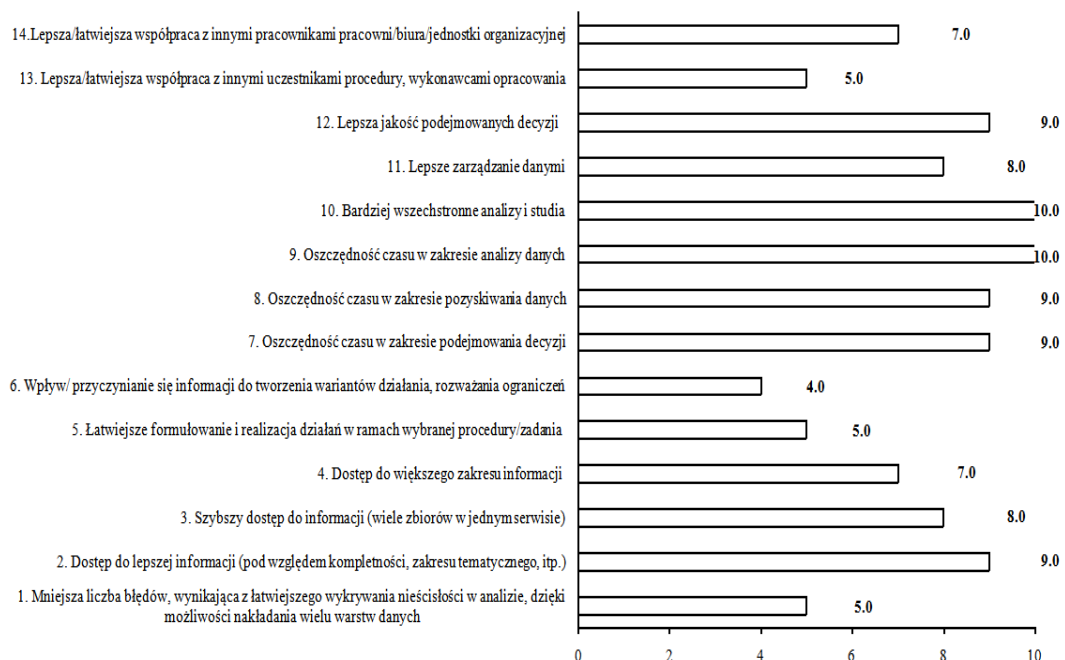 14.Lepsza/łatwiejsza współpraca z innymi pracownikami pracowni/biura/jednostki organizacyjnej
7.0
13. Lepsza/łatwiejsza współpraca z innymi uczestnikami procedury, wykonawcami opracowania
5.0
12. Lepsza jakość podejmowanych decyzji
9.0
11. Lepsze zarządzanie danymi
8.0
10. Bardziej wszechstronne analizy i studia
10.0
9. Oszczędność czasu w zakresie analizy danych
10.0
8. Oszczędność czasu w zakresie pozyskiwania danych
9.0
7. Oszczędność czasu w zakresie podejmowania decyzji
9.0
6. Wpływ/ przyczynianie się informacji do tworzenia wariantów działania, rozważania ograniczeń
4.0
5. Łatwiejsze formułowanie i realizacja działań w ramach wybranej procedury/zadania
5.0
4. Dostęp do większego zakresu informacji
7.0
3. Szybszy dostęp do informacji (wiele zbiorów w jednym serwisie)
8.0
2. Dostęp do lepszej informacji (pod względem kompletności, zakresu tematycznego, itp.)
9.0
1. Mniejsza liczba błędów, wynikająca z łatwiejszego wykrywania nieścisłości w analizie, dzięki
możliwości nakładania wielu warstw danych
5.0
0 2 4 6 8 10